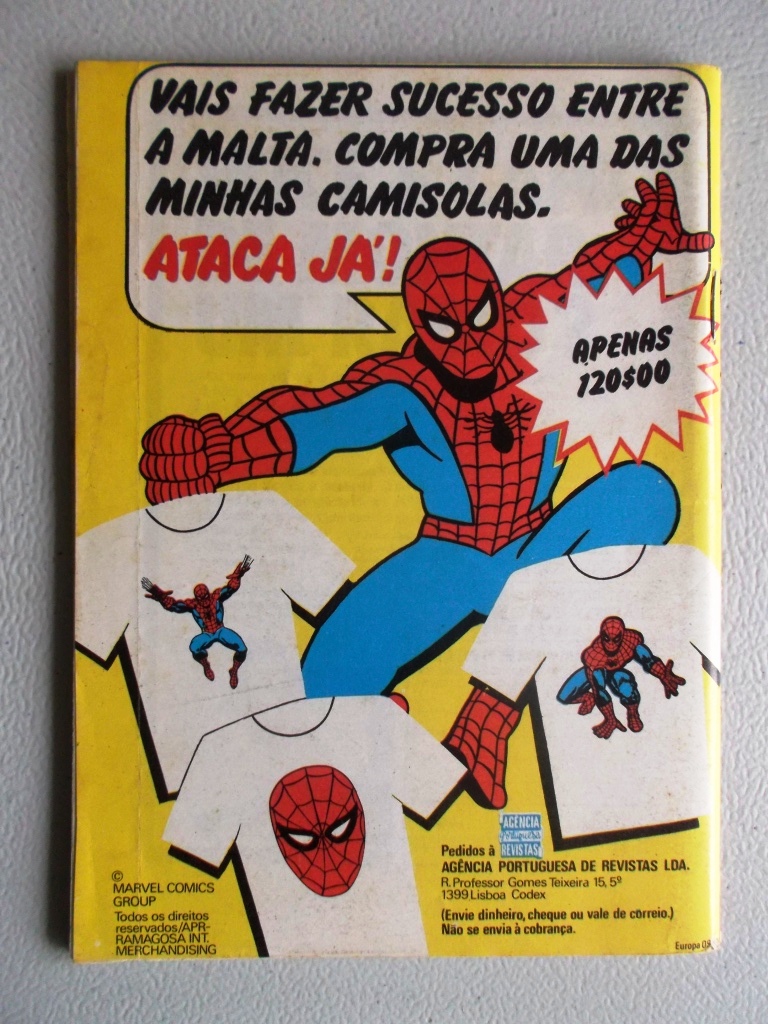 VAIS FAZER SUCESSO ENTRE
A MALTA. COMPRA UMA DAS
MINHAS CAMISOLAS.
ATACA JA'!
APENAS
120$00
Pedidos à
AGÊNCIA
Portuguesa
REVISTAS
AGÊNCIA PORTUGUESA DE REVISTAS LDA.
R. Professor Gomes Teixeira 15, 5º
1399 Lisboa Codex
(Envie dinheiro, cheque ou vale de correio.)
Não se envia à cobrança.
©
MARVEL COMICS
GROUP
Todos os direitos
reservados/APR-
RAMAGOSA INT.
MERCHANDISING
Europa